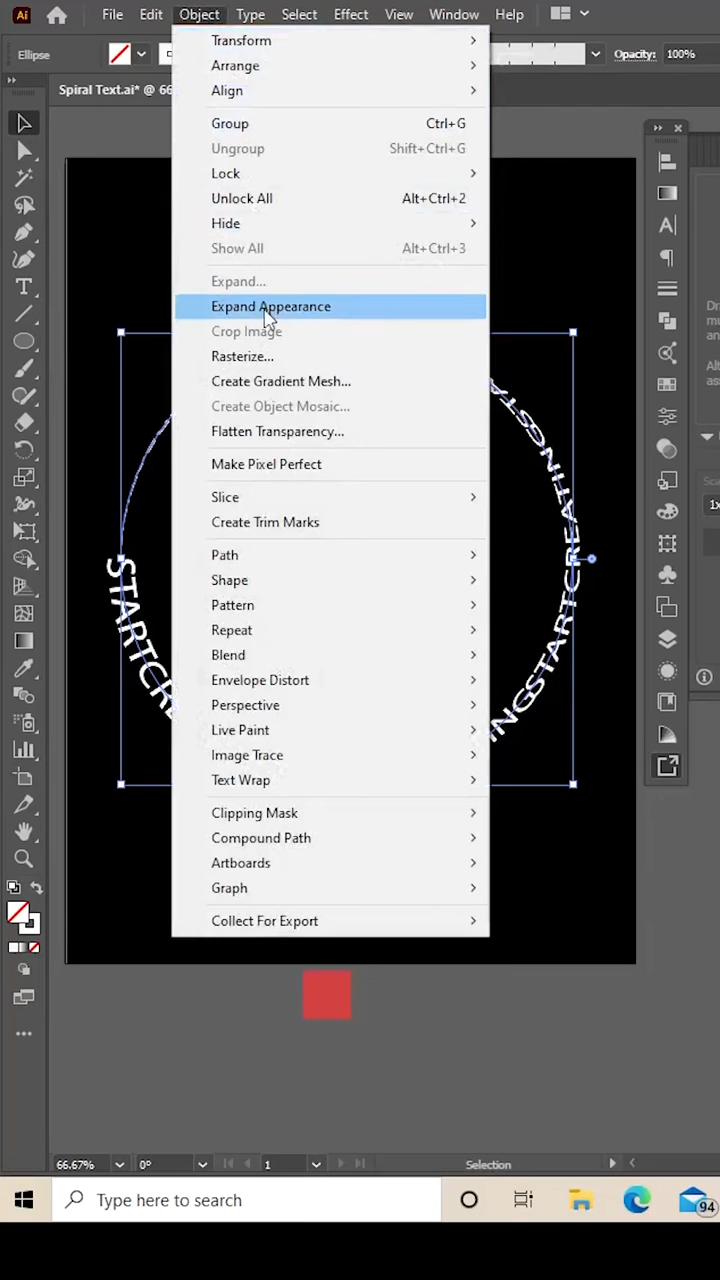 Ai File Edit Object Type Select Effect View Window Help
Ellipse Opacity: 100%
Spiral Text.ai* @ 66
Transform
Arrange
Align
Group Ctrl+G
Ungroup Shift+Ctrl+G
Lock
Unlock All Alt+Ctrl+2
Hide
Show All Alt+Ctrl+3
Expand...
Expand Appearance
Crop Image
Rasterize...
Create Gradient Mesh...
Create Object Mosaic...
Flatten Transparency...
Make Pixel Perfect
Slice
Create Trim Marks
Path
Shape
Pattern
Repeat
Blend
Envelope Distort
Perspective
Live Paint
Image Trace
Text Wrap
Clipping Mask
Compound Path
Artboards
Graph
Collect For Export
STARTCRE
INGSTARTCREATINGST
66.67% 0° 1 Selection
Type here to search
94